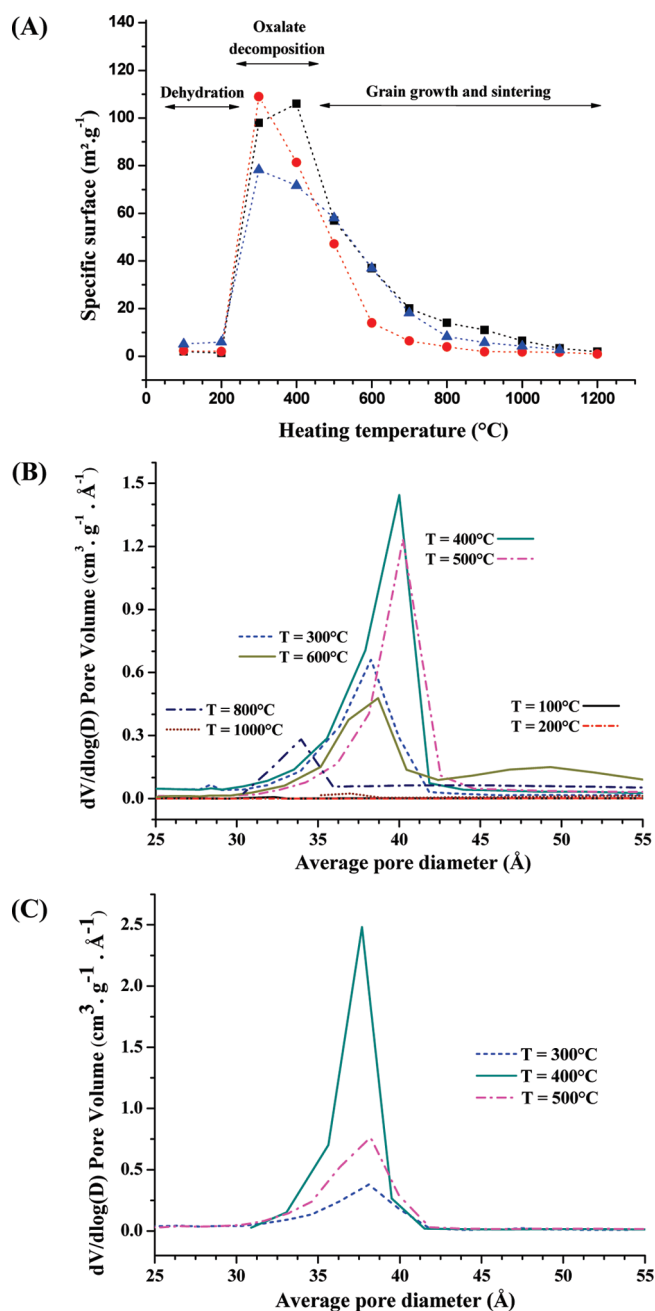 (A)
Oxalate
decomposition
Dehydration
Grain growth and sintering
Specific surface (m².g⁻¹)
140
120
100
80
60
40
20
0
0 200 400 600 800 1000 1200
Heating temperature (°C)
(B)
dV/dlog(D) Pore Volume (cm³ . g⁻¹ . Å⁻¹)
1.5
1.2
0.9
0.6
0.3
0.0
T = 400°C
T = 500°C
T = 300°C
T = 600°C
T = 800°C
T = 1000°C
T = 100°C
T = 200°C
25 30 35 40 45 50 55
Average pore diameter (Å)
(C)
dV/dlog(D) Pore Volume (cm³ . g⁻¹ . Å⁻¹)
2.5
2.0
1.5
1.0
0.5
0.0
T = 300°C
T = 400°C
T = 500°C
25 30 35 40 45 50 55
Average pore diameter (Å)